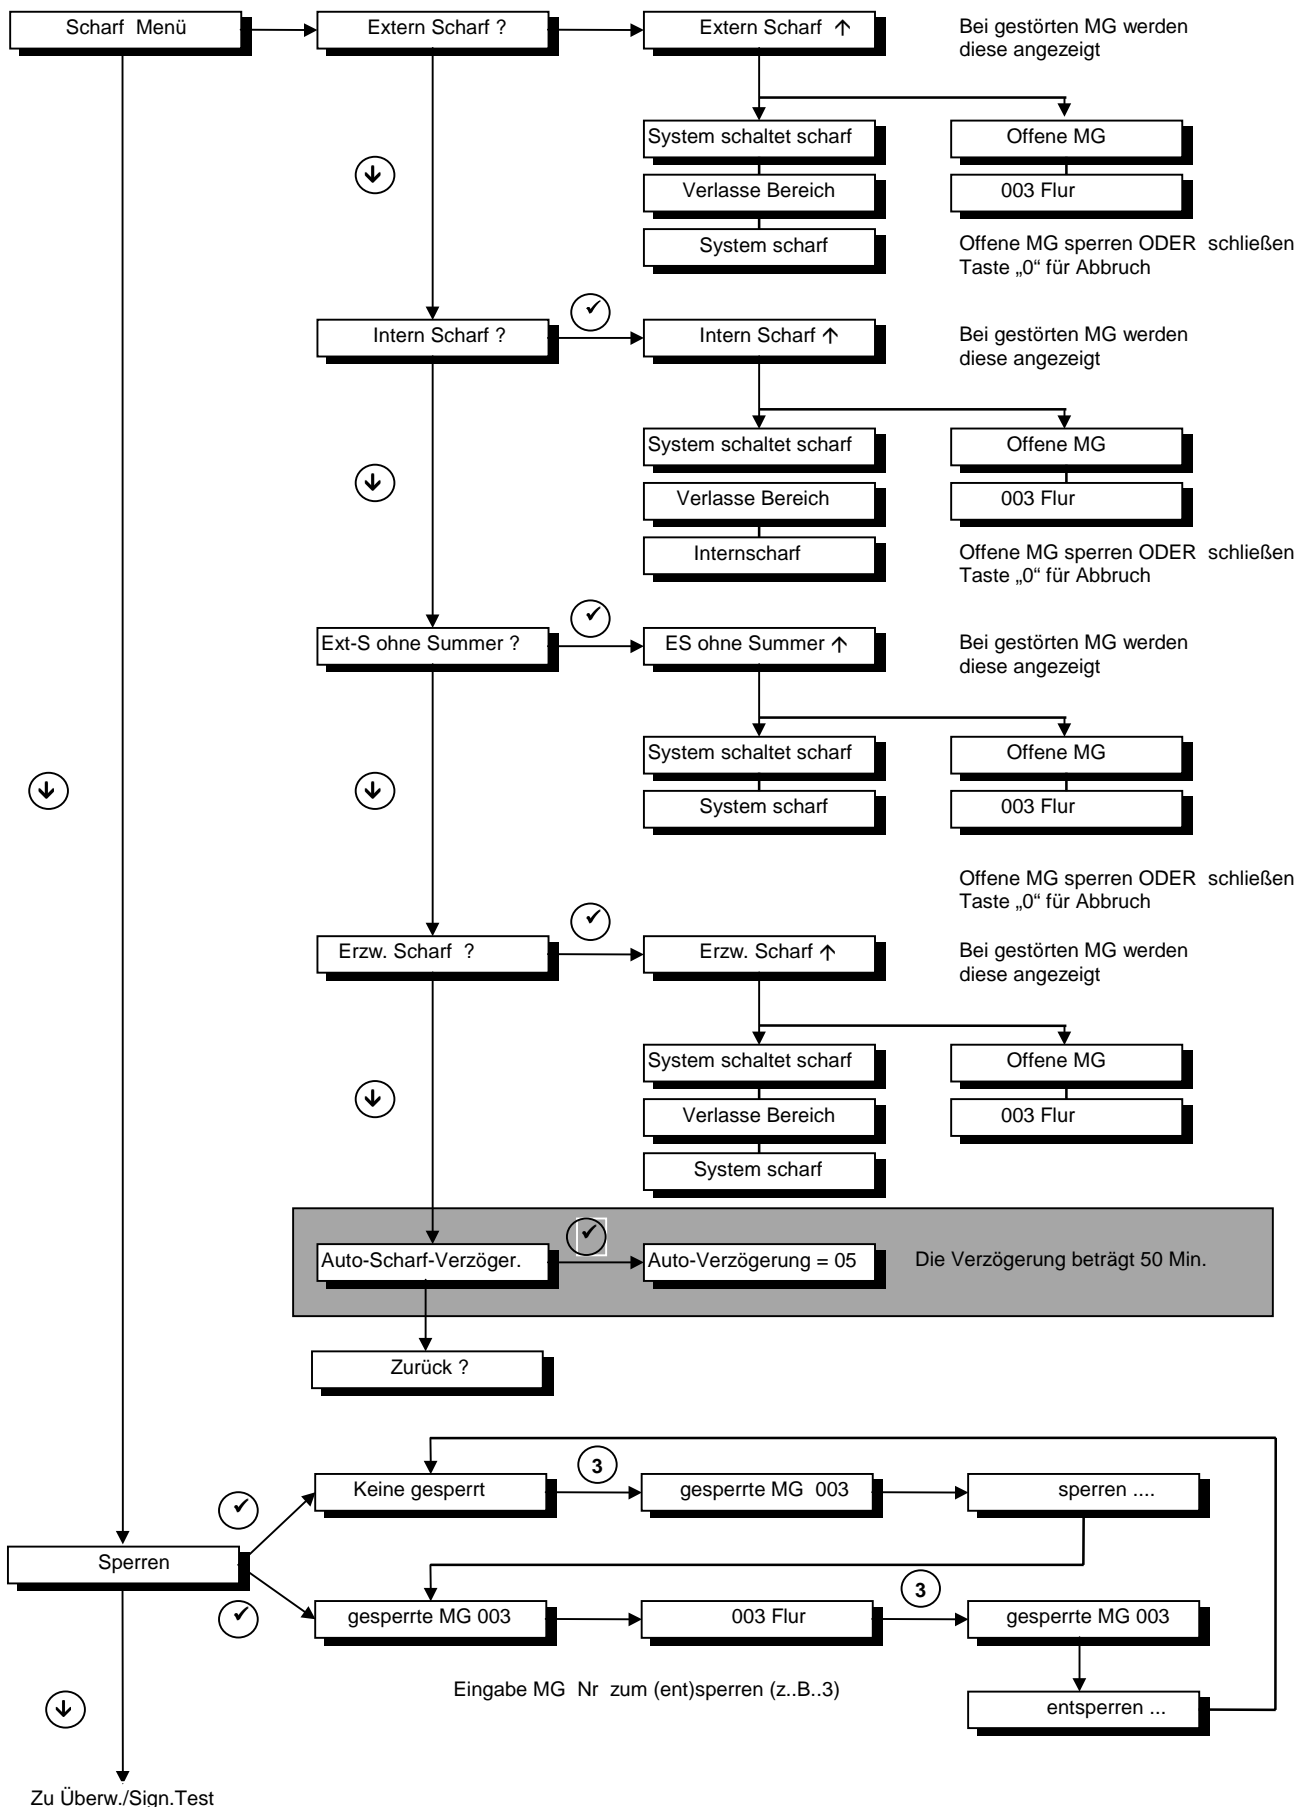 Scharf Menü
Extern Scharf ?
Extern Scharf ↑
Bei gestörten MG werden
diese angezeigt
System schaltet scharf
Offene MG
Verlasse Bereich
003 Flur
System scharf
Offene MG sperren ODER schließen
Taste „0“ für Abbruch
Intern Scharf ?
Intern Scharf ↑
Bei gestörten MG werden
diese angezeigt
System schaltet scharf
Offene MG
Verlasse Bereich
003 Flur
Internscharf
Offene MG sperren ODER schließen
Taste „0“ für Abbruch
Ext-S ohne Summer ?
ES ohne Summer ↑
Bei gestörten MG werden
diese angezeigt
System schaltet scharf
Offene MG
System scharf
003 Flur
Offene MG sperren ODER schließen
Taste „0“ für Abbruch
Erzw. Scharf ?
Erzw. Scharf ↑
Bei gestörten MG werden
diese angezeigt
System schaltet scharf
Offene MG
Verlasse Bereich
003 Flur
System scharf
Auto-Scharf-Verzöger.
Auto-Verzögerung = 05
Die Verzögerung beträgt 50 Min.
Zurück ?
Keine gesperrt
3
gesperrte MG 003
sperren ....
Sperren
gesperrte MG 003
003 Flur
3
gesperrte MG 003
Eingabe MG Nr zum (ent)sperren (z..B..3)
entsperren ...
Zu Überw./Sign.Test